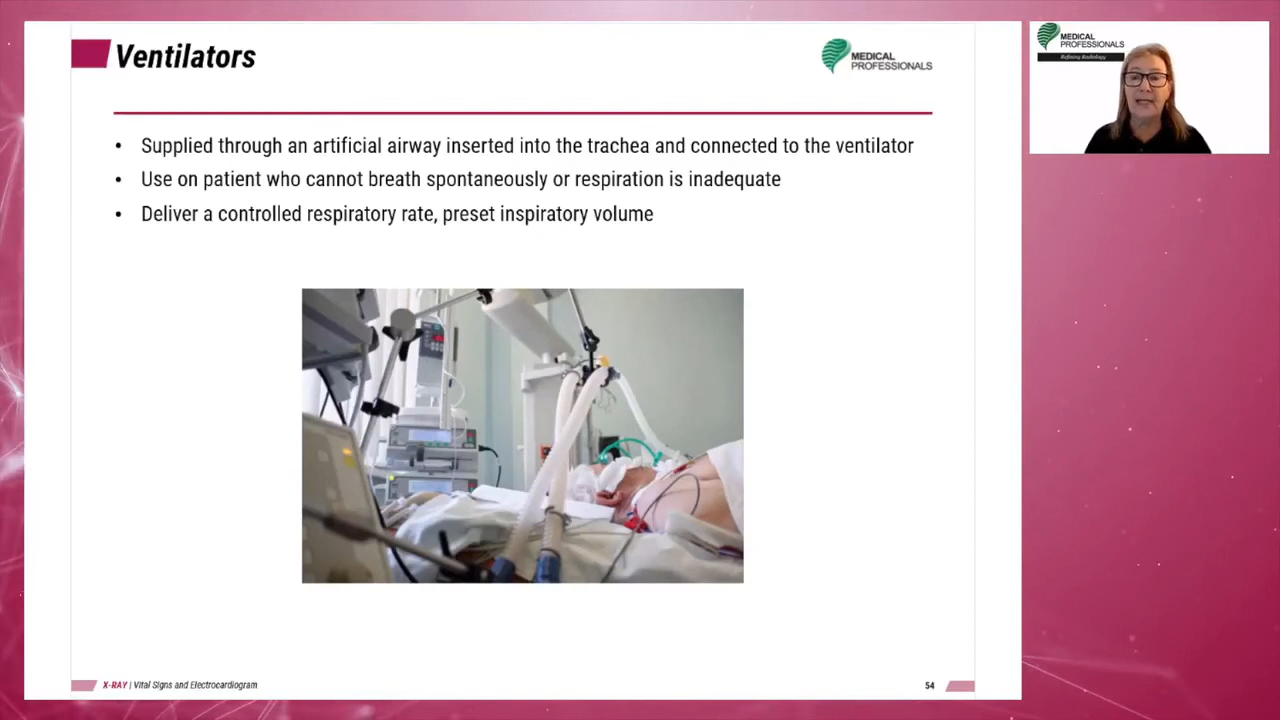 Ventilators
MEDICAL
PROFESSIONALS
• Supplied through an artificial airway inserted into the trachea and connected to the ventilator
• Use on patient who cannot breath spontaneously or respiration is inadequate
• Deliver a controlled respiratory rate, preset inspiratory volume
X-RAY | Vital Signs and Electrocardiogram
54
MEDICAL
PROFESSIONALS
Refining Radiology